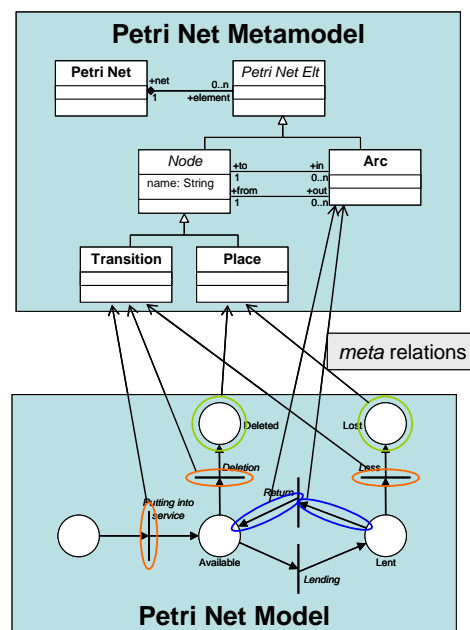 Petri Net Metamodel
Petri Net
+net
1
0..n
+element
Petri Net Elt
Node
name: String
+to
1
+in
0..n
+from
1
+out
0..n
Arc
Transition
Place
meta relations
Deleted
Lost
Deletion
Loss
Putting into
service
Return
Available
Lending
Lent
Petri Net Model